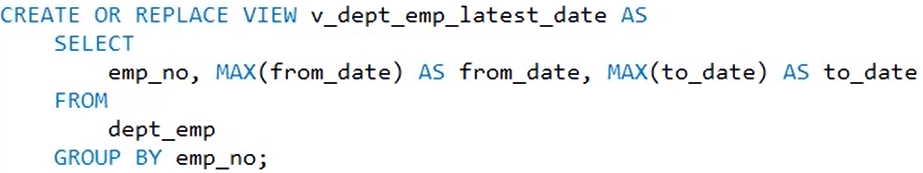 CREATE OR REPLACE VIEW v_dept_emp_latest_date AS
SELECT
emp_no, MAX(from_date) AS from_date, MAX(to_date) AS to_date
FROM
dept_emp
GROUP BY emp_no;